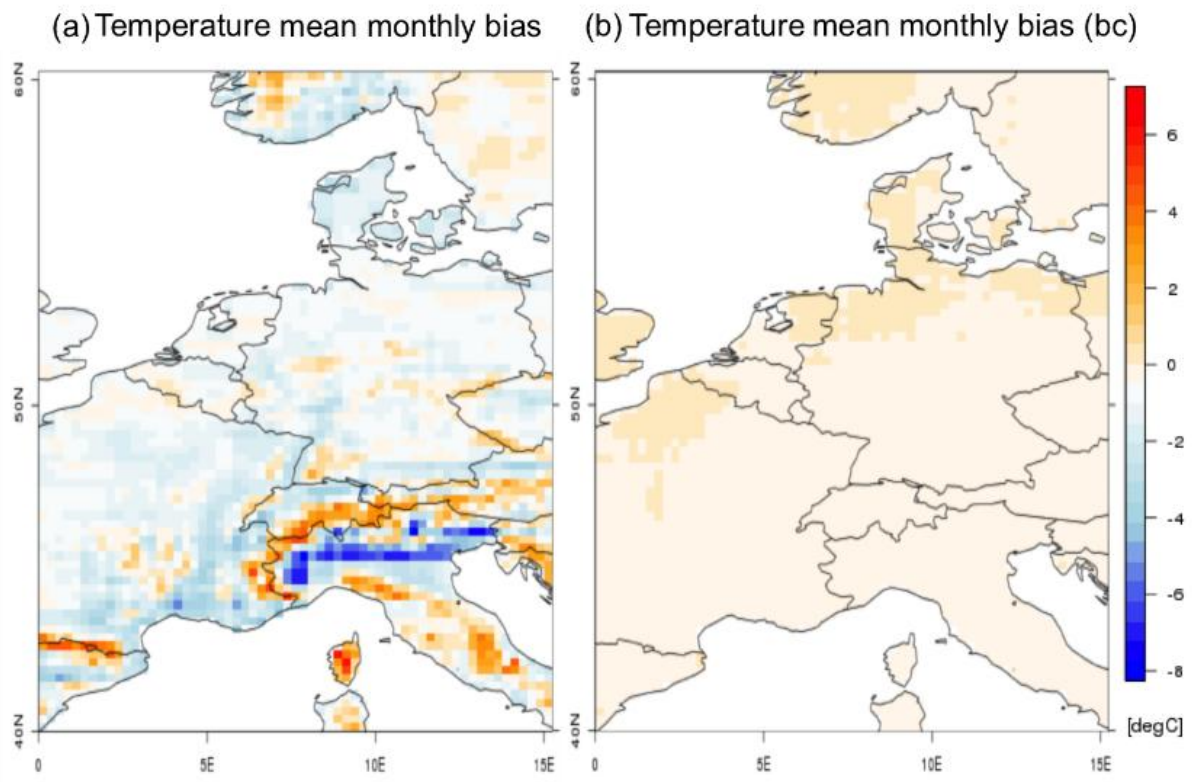 (a) Temperature mean monthly bias
(b) Temperature mean monthly bias (bc)
60N
50N
40N
0
5E
10E
15E
60N
50N
40N
0
5E
10E
15E
6
4
2
0
-2
-4
-6
-8
[degC]